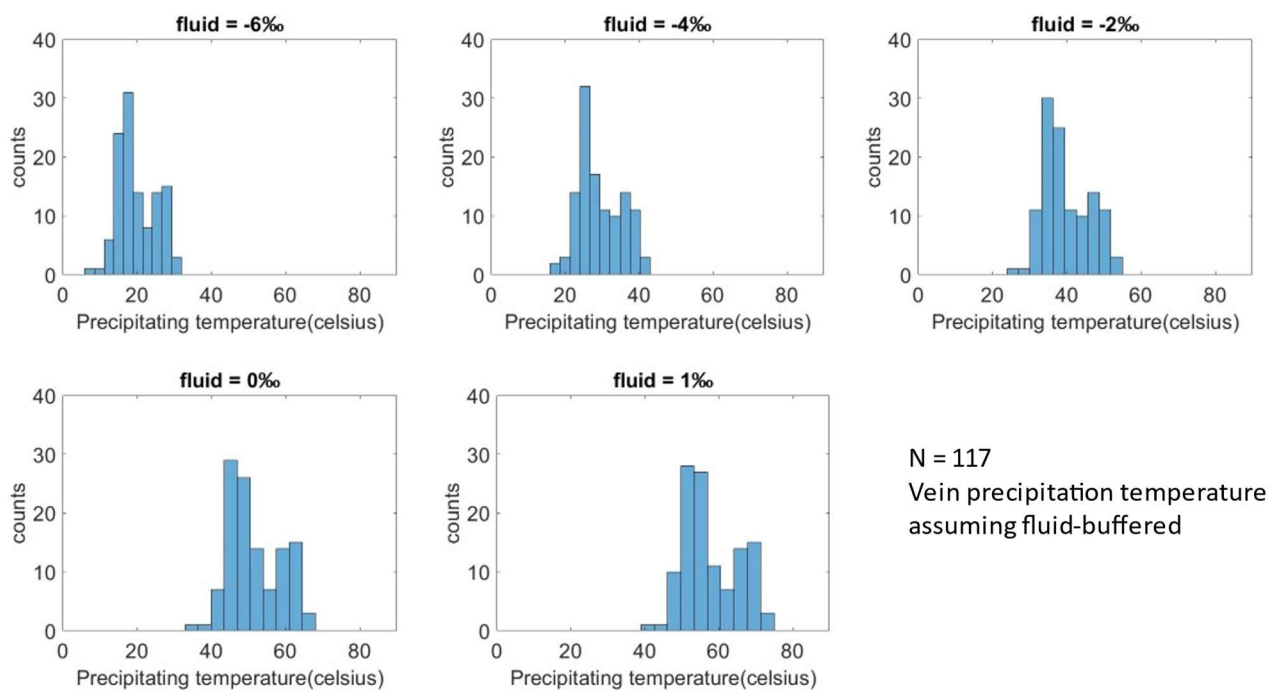 fluid = -6‰
40
30
20
10
0
counts
0 20 40 60 80
Precipitating temperature(celsius)
fluid = -4‰
40
30
20
10
0
counts
0 20 40 60 80
Precipitating temperature(celsius)
fluid = -2‰
40
30
20
10
0
counts
0 20 40 60 80
Precipitating temperature(celsius)
fluid = 0‰
40
30
20
10
0
counts
0 20 40 60 80
Precipitating temperature(celsius)
fluid = 1‰
40
30
20
10
0
counts
0 20 40 60 80
Precipitating temperature(celsius)
N = 117
Vein precipitation temperature
assuming fluid-buffered